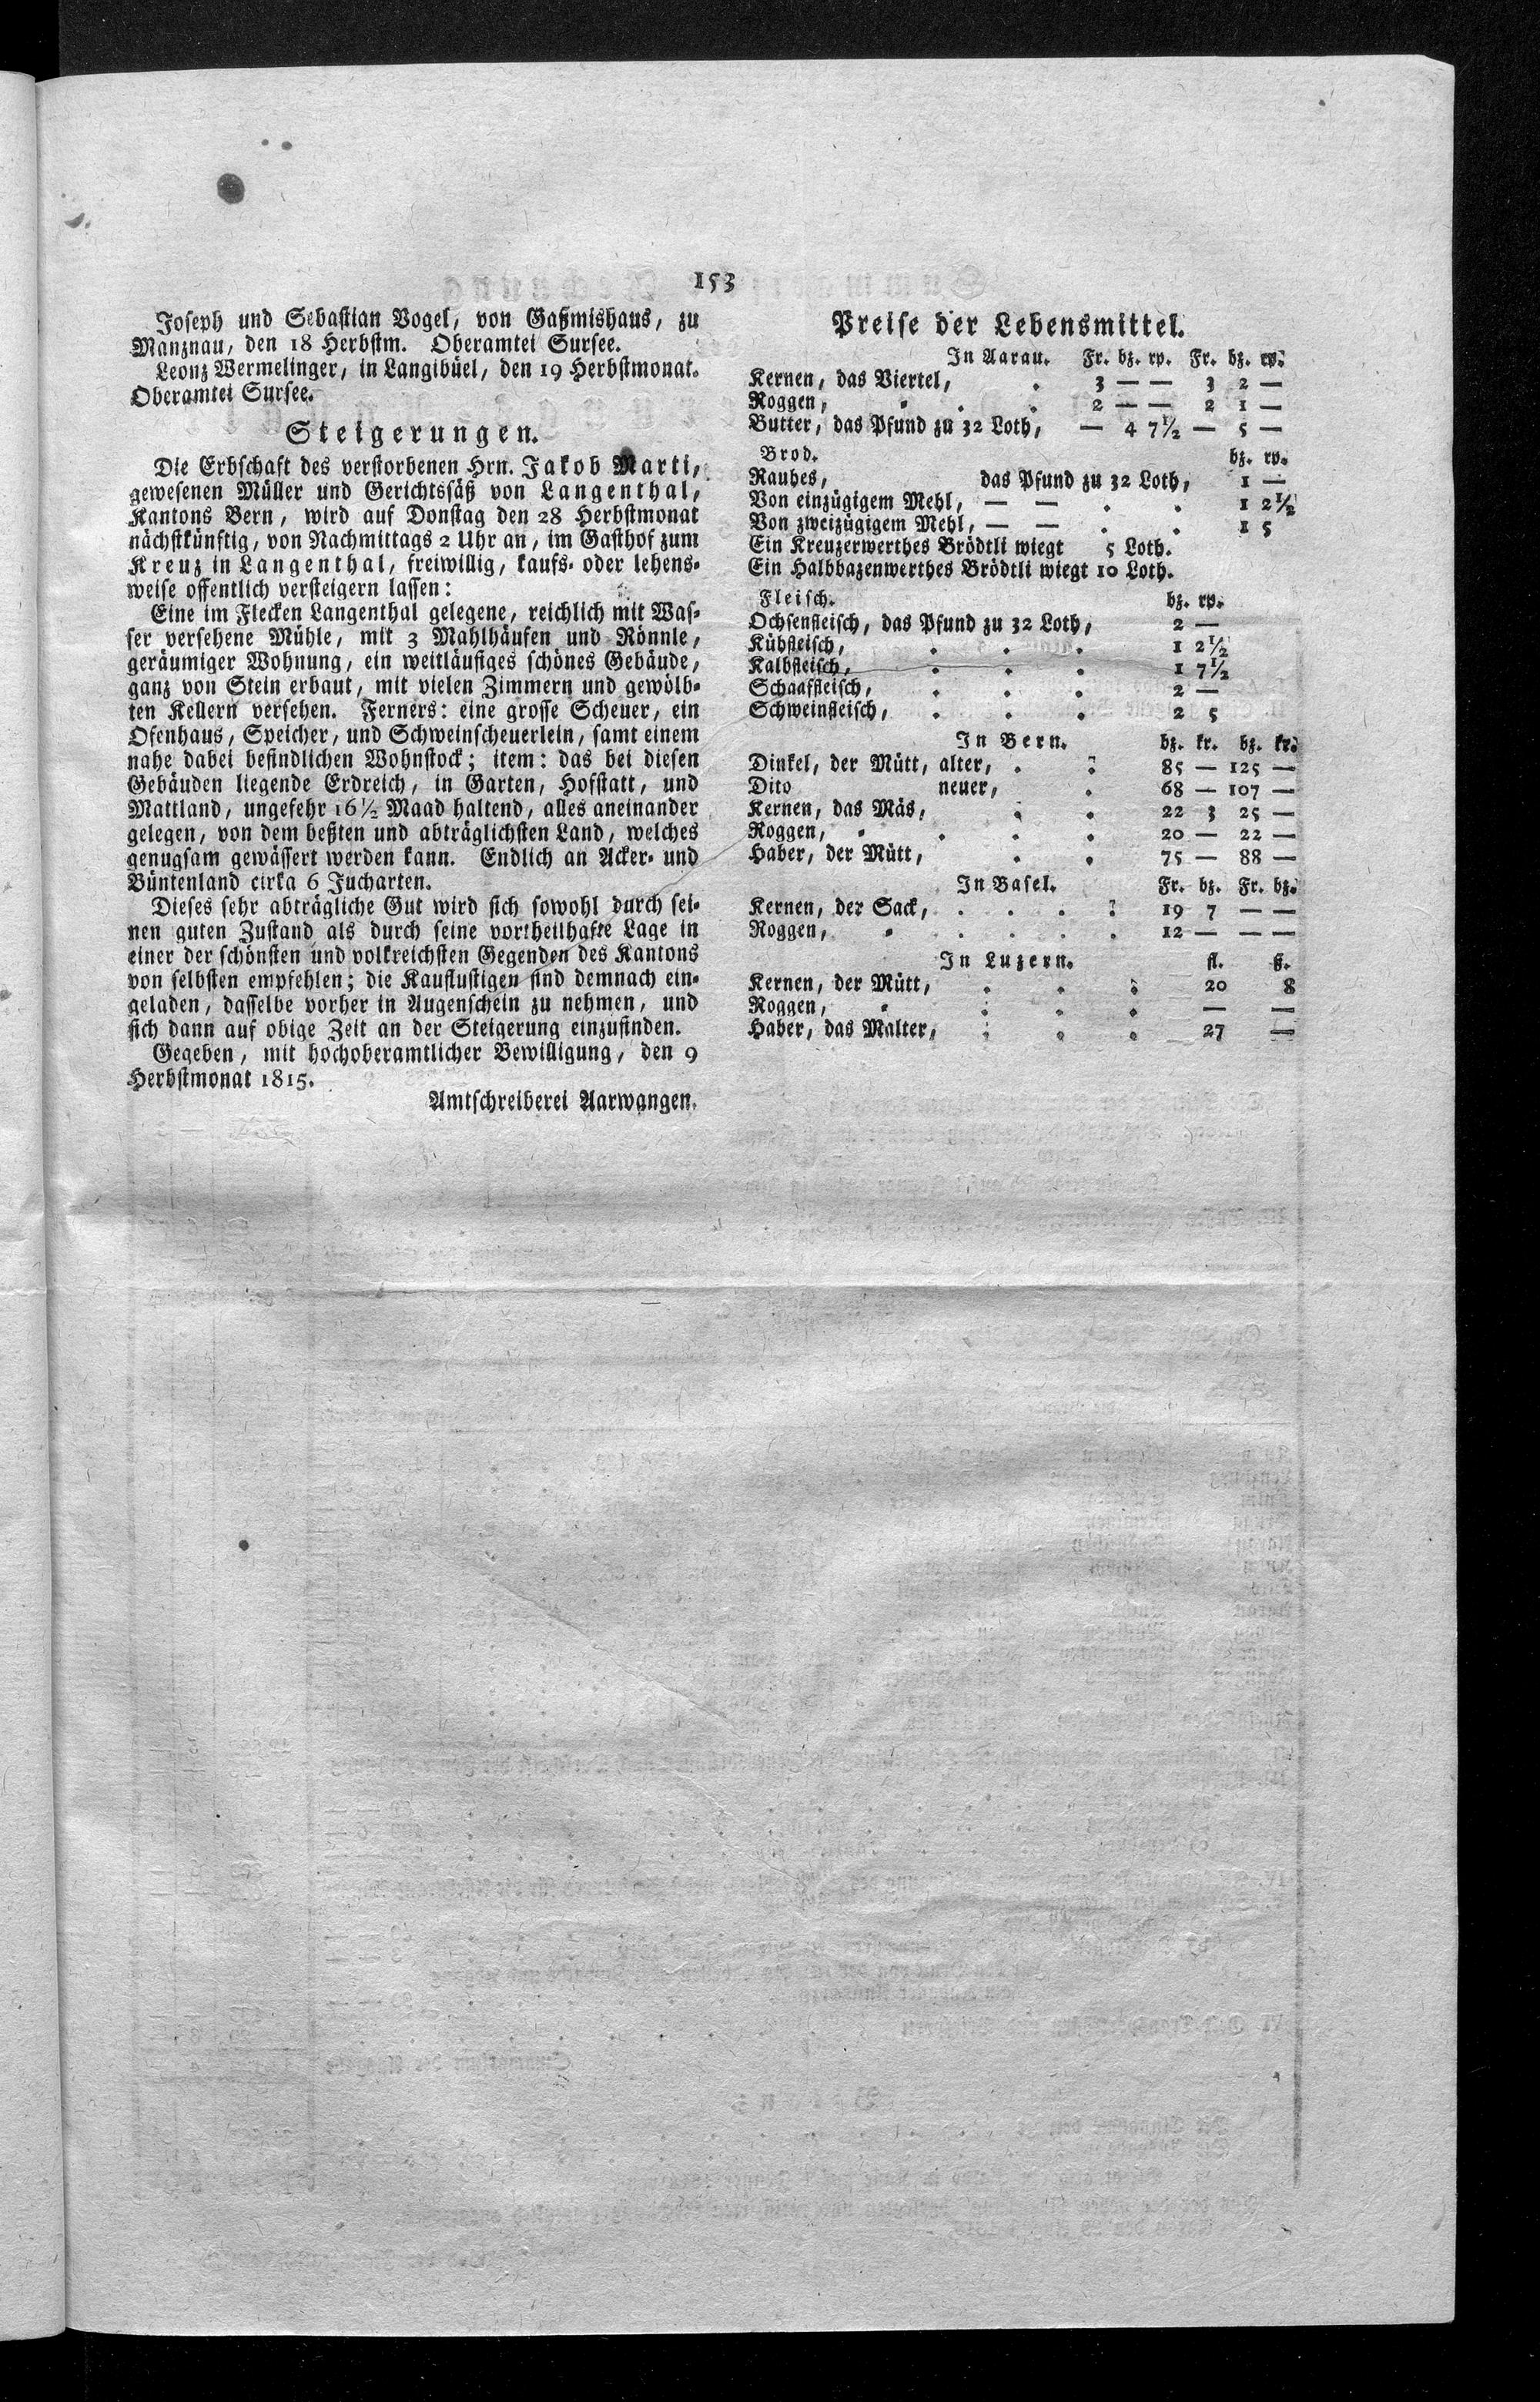 153
Joseph und Sebastian Vogel, von Gaßmishaus, zu
Manznau, den 18 Herbstm. Oberamtei Sursee.
Leonz Wermelinger, in Langibüel, den 19 Herbstmonat.
Oberamtei Sursee.
Steigerungen.
Die Erbschaft des verstorbenen Hrn. Jakob Marti,
gewesenen Müller und Gerichtssäß von Langenthal,
Kantons Bern, wird auf Donstag den 28 Herbstmonat
nächstkünftig, von Nachmittags 2 Uhr an, im Gasthof zum
Kreuz in Langenthal, freiwillig, kaufs- oder lehens-
weise offentlich versteigern lassen:
Eine im Flecken Langenthal gelegene, reichlich mit Was-
ser versehene Mühle, mit 3 Mahlhäufen und Rönnle,
geräumiger Wohnung, ein weitläufiges schönes Gebäude,
ganz von Stein erbaut, mit vielen Zimmern und gewölb-
ten Kellern versehen. Ferners: eine grosse Scheuer, ein
Ofenhaus, Speicher, und Schweinscheuerlein, samt einem
nahe dabei befindlichen Wohnstock; item: das bei diesen
Gebäuden liegende Erdreich, in Garten, Hofstatt, und
Mattland, ungefehr 16 1/2 Maad haltend, alles aneinander
gelegen, von dem beßten und abträglichsten Land, welches
genugsam gewässert werden kann. Endlich an Acker- und
Büntenland cirka 6 Jucharten.
Dieses sehr abträgliche Gut wird sich sowohl durch sei-
nen guten Zustand als durch seine vortheilhafte Lage in
einer der schönsten und volkreichsten Gegenden des Kantons
von selbsten empfehlen; die Kauflustigen sind demnach ein-
geladen, dasselbe vorher in Augenschein zu nehmen, und
sich dann auf obige Zeit an der Steigerung einzufinden.
Gegeben, mit hochoberamtlicher Bewilligung, den 9
Herbstmonat 1815.
Amtschreiberei Aarwangen.
Preise der Lebensmittel.
In Aarau. Fr. bz. rp. Fr. bz. rp.
Kernen, das Viertel, . 3 — — 3 2 —
Roggen, . . . 2 — — 2 1 —
Butter, das Pfund zu 32 Loth, — 4 7 1/2 — 5 —
Brod. bz. rp.
Rauhes, das Pfund zu 32 Loth, 1 —
Von einzügigem Mehl, — — . . 1 2 1/2
Von zweizügigem Mehl, — — . . 1 5
Ein Kreuzerwerthes Brödtli wiegt 5 Loth.
Ein Halbbazenwerthes Brödtli wiegt 10 Loth.
Fleisch. bz. rp.
Ochsenfleisch, das Pfund zu 32 Loth, 2 —
Kühfleisch, . . . 1 2 1/2
Kalbfleisch, . . . 1 7 1/2
Schaaffleisch, . . . 2 —
Schweinfleisch, . . . 2 5
In Bern. bz. kr. bz. kr.
Dinkel, der Mütt, alter, . . 85 — 125 —
Dito neuer, . 68 — 107 —
Kernen, das Mäs, . . 22 3 25 —
Roggen, . . . . 20 — 22 —
Haber, der Mütt, . . 75 — 88 —
In Basel. Fr. bz. Fr. bz.
Kernen, der Sack, . . . . 19 7 — —
Roggen, . . . . . 12 — — —
In Luzern. fl. ß.
Kernen, der Mütt, . . . 20 8
Roggen, . . . . — —
Haber, das Malter, . . . 27 —